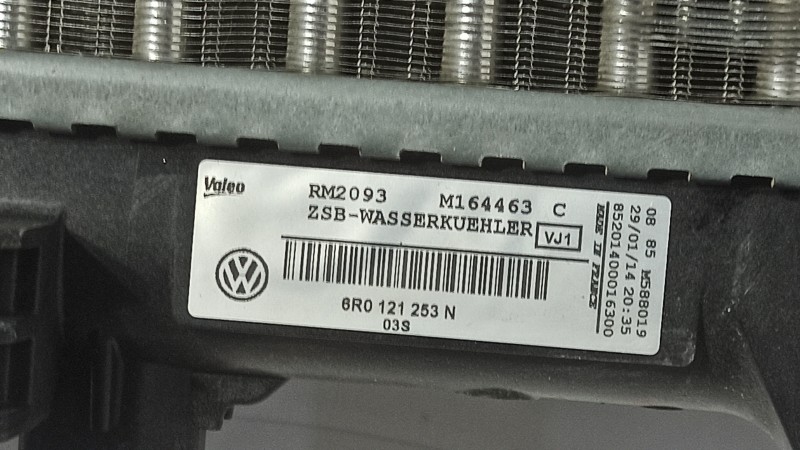 Valeo
RM2093 M164463 C
ZSB-WASSERKUEHLER VJ1
6R0 121 253 N
03S
08 85 M588019
29/01/14 20:35
85201400016300
MADE IN FRANCE